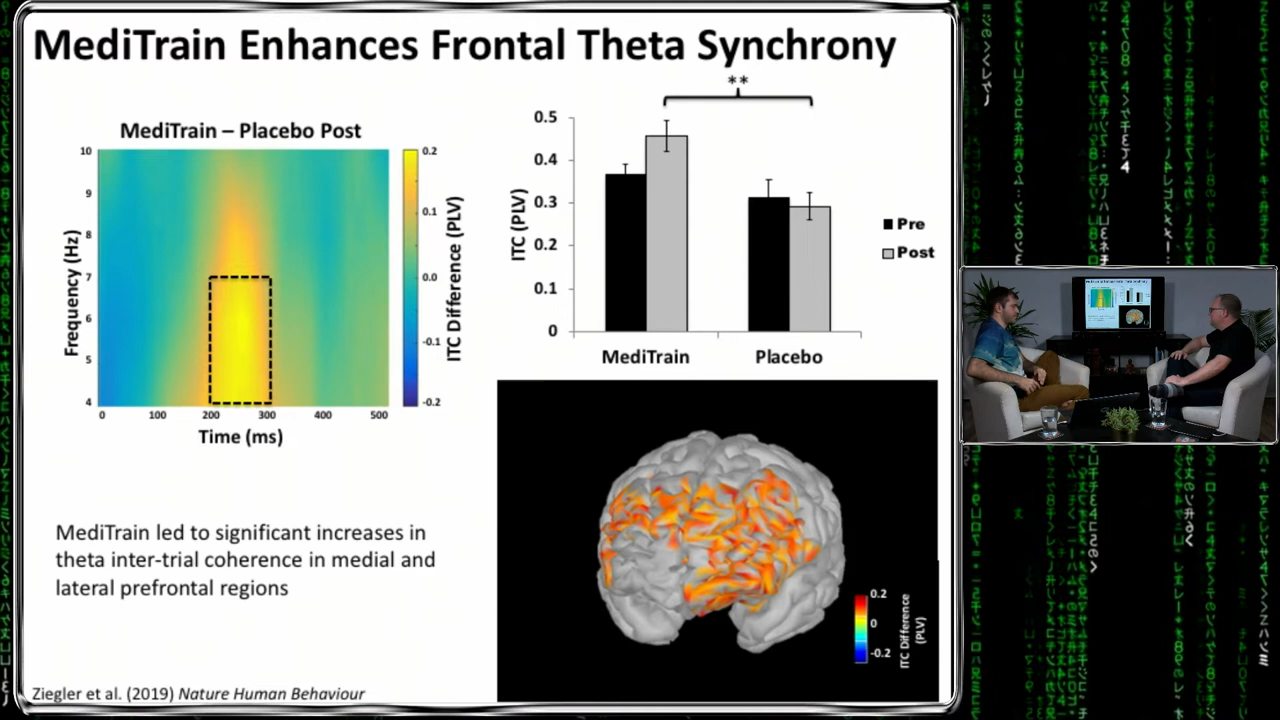 MediTrain Enhances Frontal Theta Synchrony
MediTrain – Placebo Post
10
9
8
7
6
5
4
Frequency (Hz)
0 100 200 300 400 500
Time (ms)
0.2
0.1
0.0
-0.1
-0.2
ITC Difference (PLV)
**
0.5
0.4
0.3
0.2
0.1
0
ITC (PLV)
MediTrain Placebo
Pre
Post
MediTrain led to significant increases in
theta inter-trial coherence in medial and
lateral prefrontal regions
0.2
0
-0.2
ITC Difference
(PLV)
Ziegler et al. (2019) Nature Human Behaviour